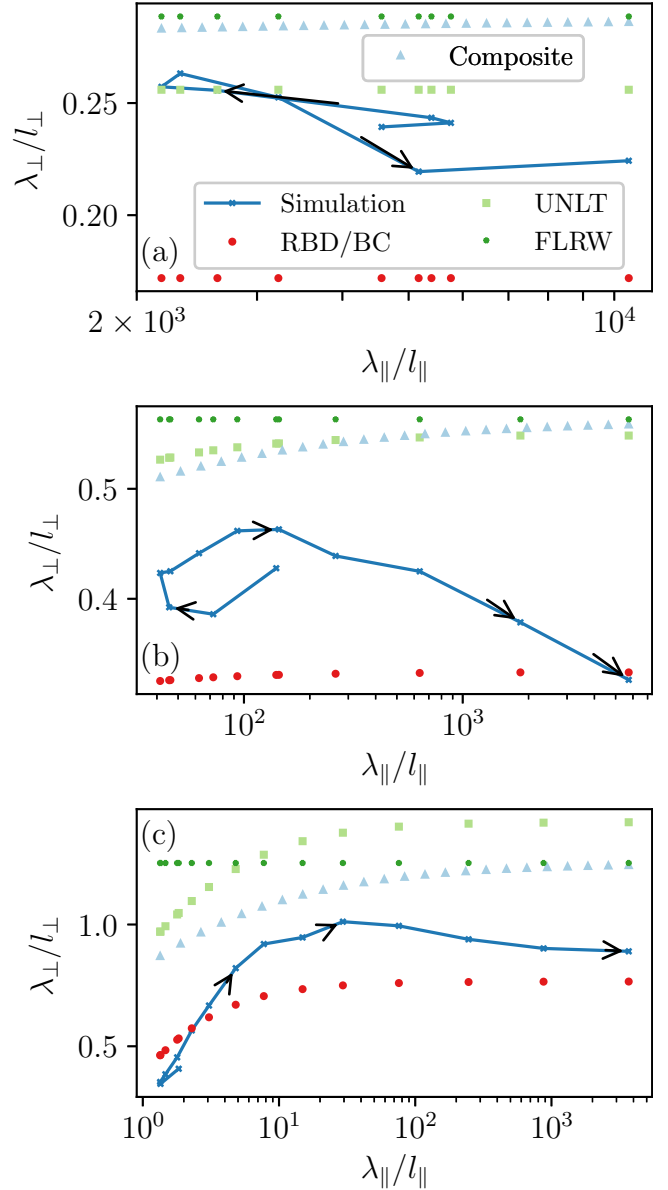 Composite
0.25
0.20
λ⊥/l⊥
Simulation
UNLT
RBD/BC
FLRW
(a)
2 × 10³
10⁴
λ∥/l∥
0.5
0.4
λ⊥/l⊥
(b)
10²
10³
λ∥/l∥
(c)
1.0
0.5
λ⊥/l⊥
10⁰
10¹
10²
10³
λ∥/l∥